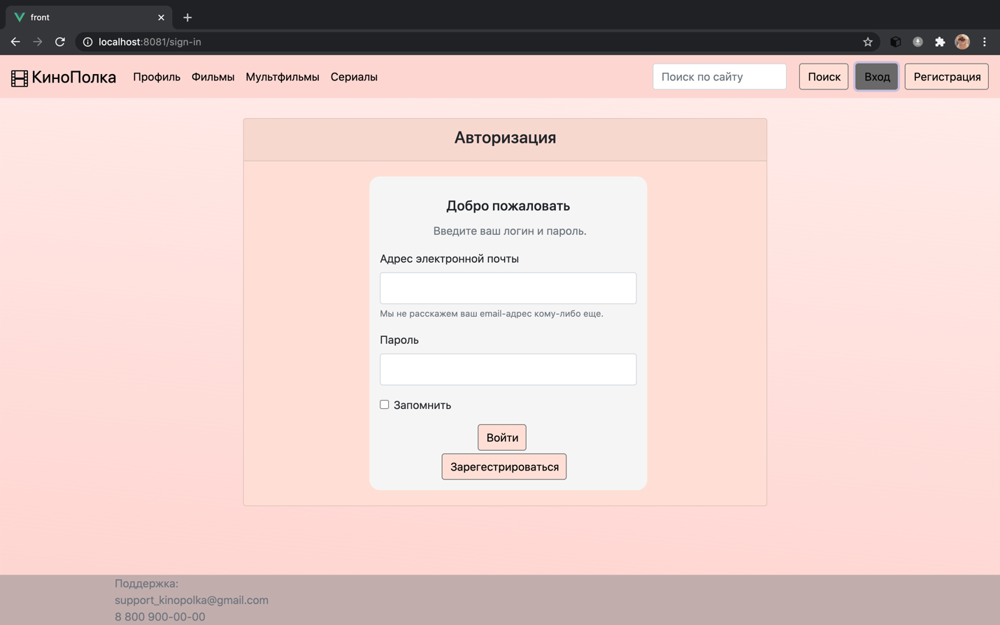 front
localhost:8081/sign-in
КиноПолка Профиль Фильмы Мультфильмы Сериалы Поиск по сайту Поиск Вход Регистрация
Авторизация
Добро пожаловать
Введите ваш логин и пароль.
Адрес электронной почты
Мы не расскажем ваш email-адрес кому-либо еще.
Пароль
Запомнить
Войти
Зарегестрироваться
Поддержка:
support_kinopolka@gmail.com
8 800 900-00-00